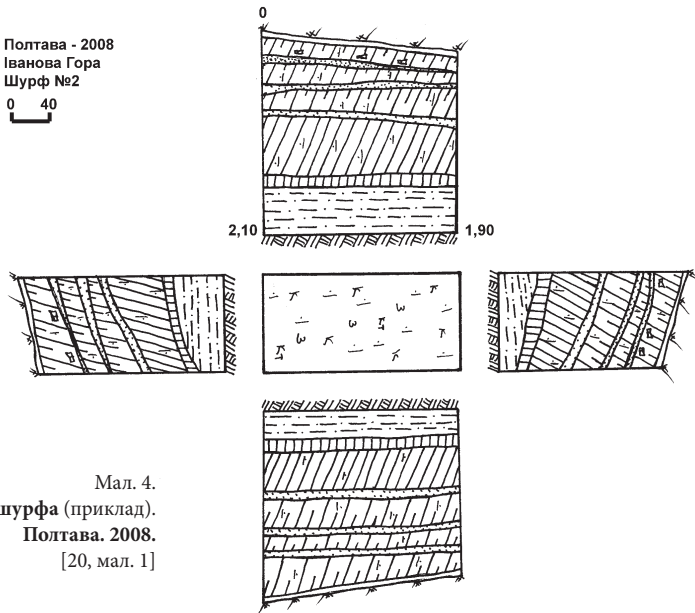 Полтава - 2008
Іванова Гора
Шурф №2
0 40
0
2,10
1,90
Мал. 4.
шурфа (приклад).
Полтава. 2008.
[20, мал. 1]